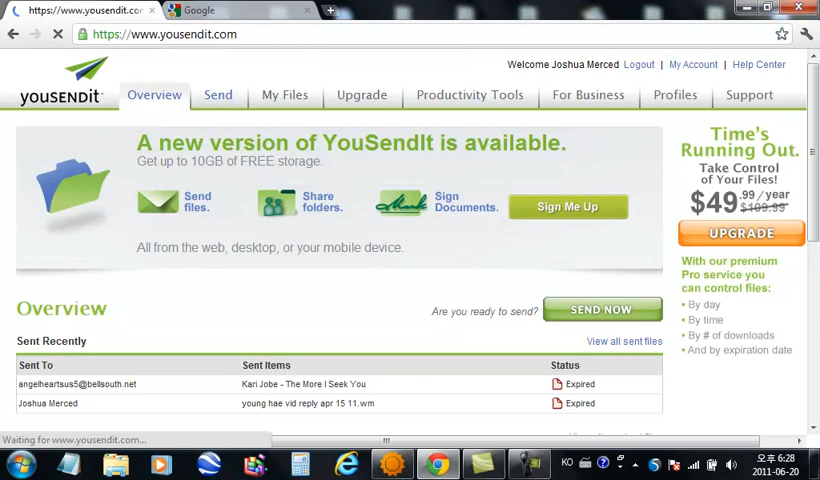 https://www.yousendit.cor
Google
https://www.yousendit.com
Welcome Joshua Merced Logout | My Account | Help Center
yousendit
Overview Send My Files Upgrade Productivity Tools For Business Profiles Support
A new version of YouSendIt is available.
Get up to 10GB of FREE storage.
Send files.
Share folders.
Sign Documents.
Sign Me Up
All from the web, desktop, or your mobile device.
Time's
Running Out.
Take Control
of Your Files!
$49.99/year
$109.99
UPGRADE
With our premium
Pro service you
can control files:
• By day
• By time
• By # of downloads
• And by expiration date
Overview
Are you ready to send? SEND NOW
Sent Recently View all sent files
Sent To Sent Items Status
angelheartsus5@bellsouth.net Kari Jobe - The More I Seek You Expired
Joshua Merced young hae vid reply apr 15 11.wm Expired
Waiting for www.yousendit.com...
KO
오후 6:28
2011-06-20